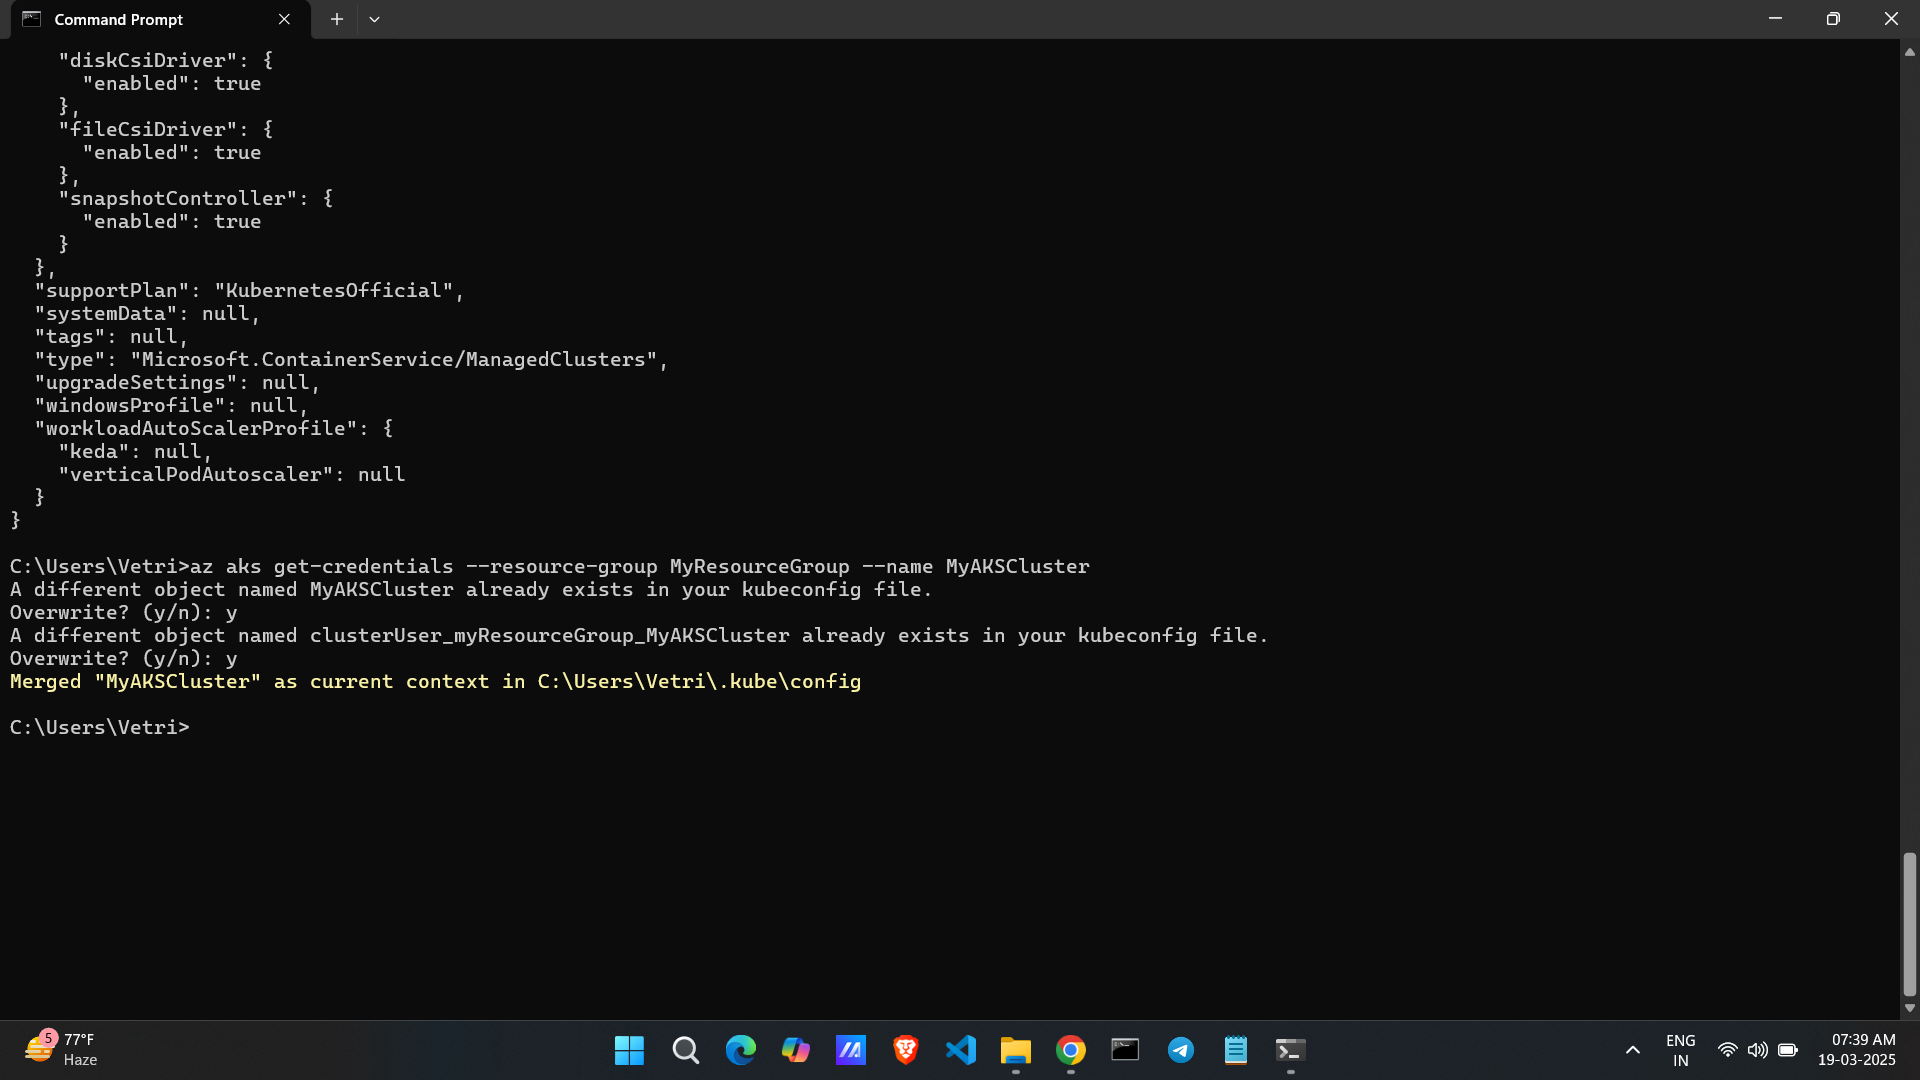 Command Prompt
    "diskCsiDriver": {
      "enabled": true
    },
    "fileCsiDriver": {
      "enabled": true
    },
    "snapshotController": {
      "enabled": true
    }
  },
  "supportPlan": "KubernetesOfficial",
  "systemData": null,
  "tags": null,
  "type": "Microsoft.ContainerService/ManagedClusters",
  "upgradeSettings": null,
  "windowsProfile": null,
  "workloadAutoScalerProfile": {
    "keda": null,
    "verticalPodAutoscaler": null
  }
}
C:\Users\Vetri>az aks get-credentials --resource-group MyResourceGroup --name MyAKSCluster
A different object named MyAKSCluster already exists in your kubeconfig file.
Overwrite? (y/n): y
A different object named clusterUser_myResourceGroup_MyAKSCluster already exists in your kubeconfig file.
Overwrite? (y/n): y
Merged "MyAKSCluster" as current context in C:\Users\Vetri\.kube\config
C:\Users\Vetri>
5
77°F
Haze
ENG
IN
07:39 AM
19-03-2025